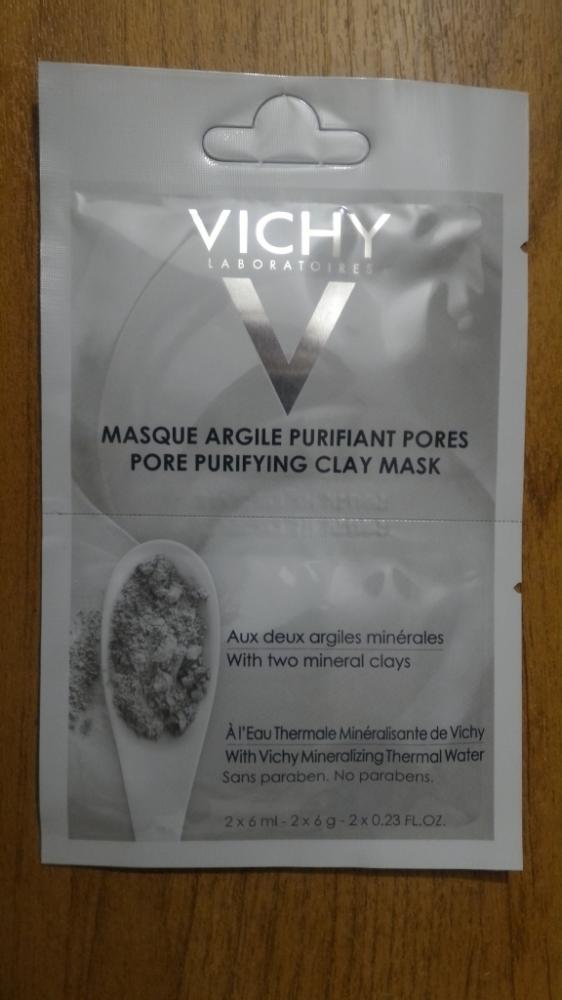 VICHY
LABORATOIRES
MASQUE ARGILE PURIFIANT PORES
PORE PURIFYING CLAY MASK
Aux deux argiles minérales
With two mineral clays
À l'Eau Thermale Minéralisante de Vichy
With Vichy Mineralizing Thermal Water
Sans paraben. No parabens.
2 x 6 ml - 2 x 6 g - 2 x 0.23 FL.OZ.